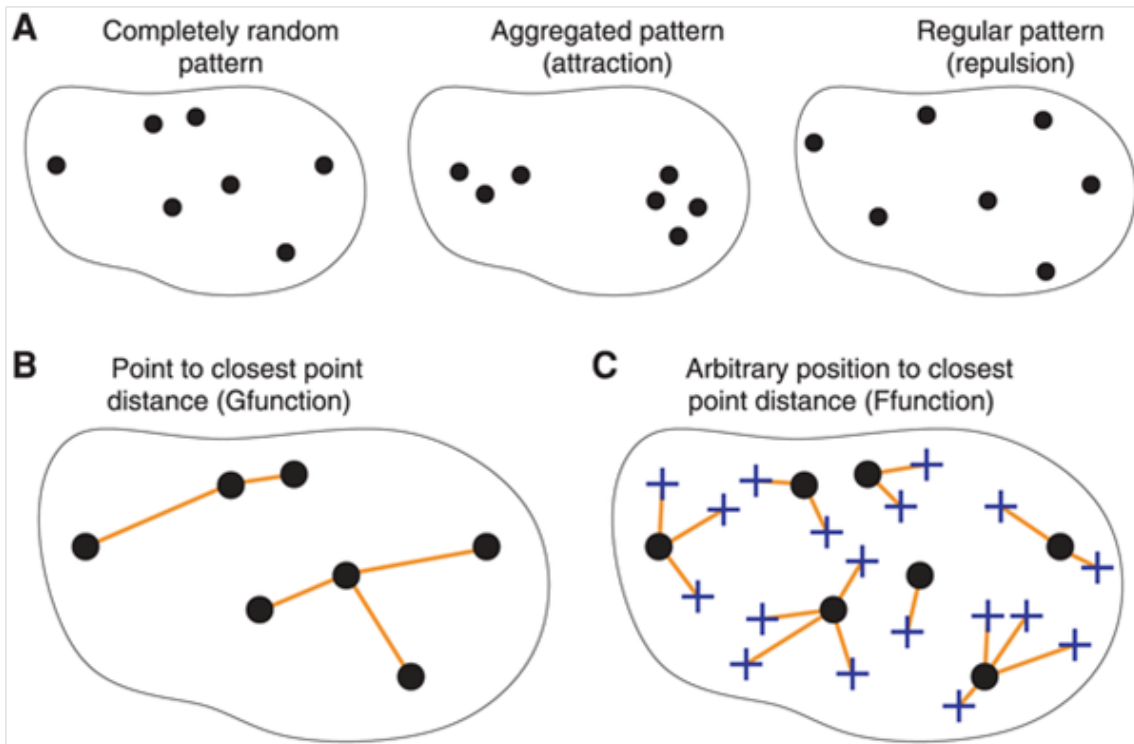 A
Completely random
pattern
Aggregated pattern
(attraction)
Regular pattern
(repulsion)
B
Point to closest point
distance (Gfunction)
C
Arbitrary position to closest
point distance (Ffunction)